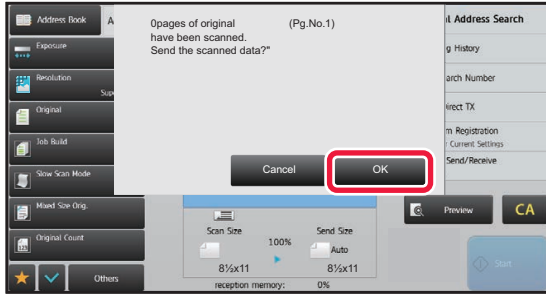 Address Book
A
Exposure
Resolution
Supe
Original
Job Build
Slow Scan Mode
Mixed Size Orig.
Original Count
Others
0pages of original (Pg.No.1)
have been scanned.
Send the scanned data?"
Cancel
OK
l Address Search
g History
arch Number
irect TX
m Registration
Current Settings
Send/Receive
Preview
CA
Start
Scan Size
100%
Send Size
Auto
8½x11
8½x11
reception memory: 0%